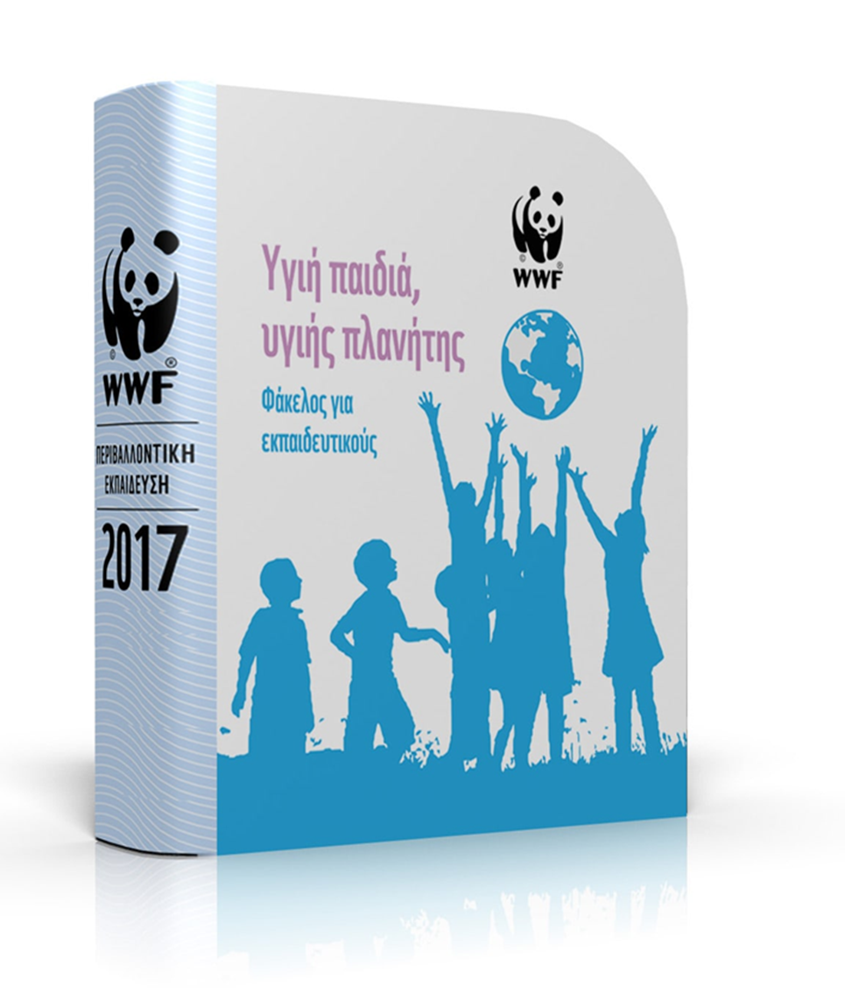 WWF
ΠΕΡΙΒΑΛΛΟΝΤΙΚΗ
ΕΚΠΑΙΔΕΥΣΗ
2017
Υγιή παιδιά,
υγιής πλανήτης
Φάκελος για
εκπαιδευτικούς
©
®
WWF